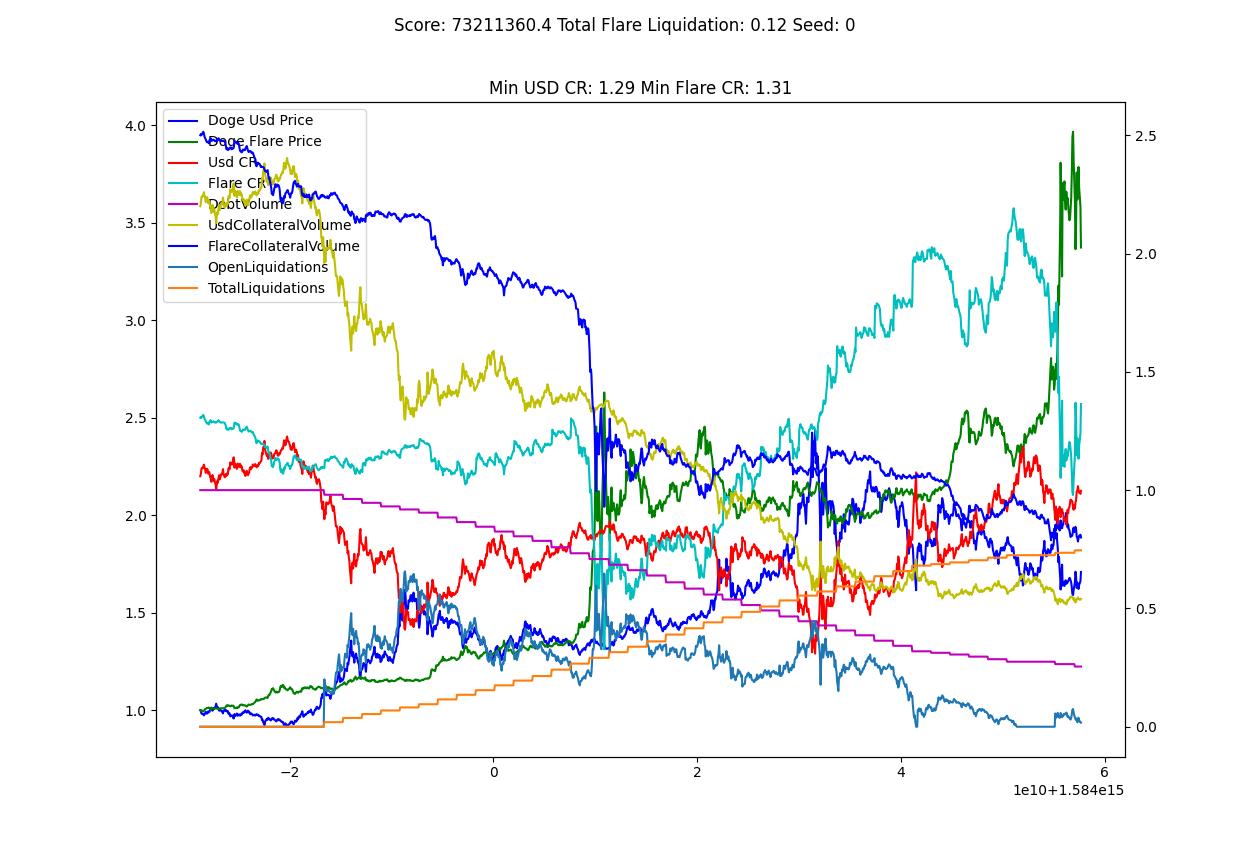 Score: 73211360.4 Total Flare Liquidation: 0.12 Seed: 0
Min USD CR: 1.29 Min Flare CR: 1.31
Doge Usd Price
Doge Flare Price
Usd CR
Flare CR
DebtVolume
UsdCollateralVolume
FlareCollateralVolume
OpenLiquidations
TotalLiquidations
4.0
3.5
3.0
2.5
2.0
1.5
1.0
2.5
2.0
1.5
1.0
0.5
0.0
−2
0
2
4
6
1e10+1.584e15